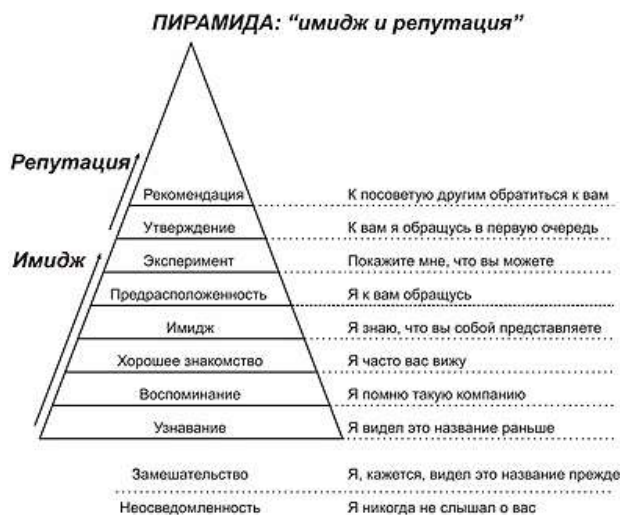 ПИРАМИДА: “имидж и репутация”
Репутация
Имидж
Рекомендация К посоветую другим обратиться к вам
Утверждение К вам я обращусь в первую очередь
Эксперимент Покажите мне, что вы можете
Предрасположенность Я к вам обращусь
Имидж Я знаю, что вы собой представляете
Хорошее знакомство Я часто вас вижу
Воспоминание Я помню такую компанию
Узнавание Я видел это название раньше
Замешательство Я, кажется, видел это название прежде
Неосведомленность Я никогда не слышал о вас